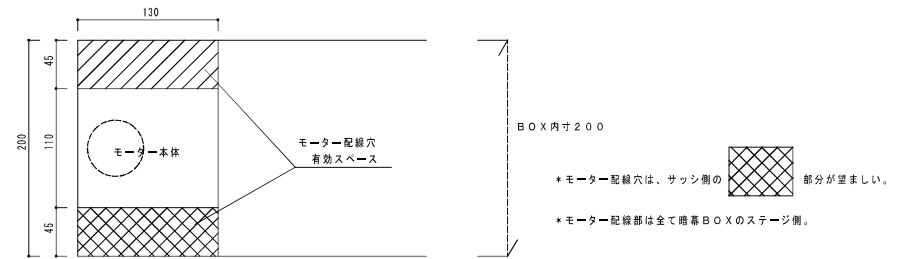 130
45
200
110
45
モーター本体
モーター配線穴
有効スペース
BOX内寸200
*モーター配線穴は、サッシ側の 部分が望ましい。
*モーター配線部は全て暗幕BOXのステージ側。